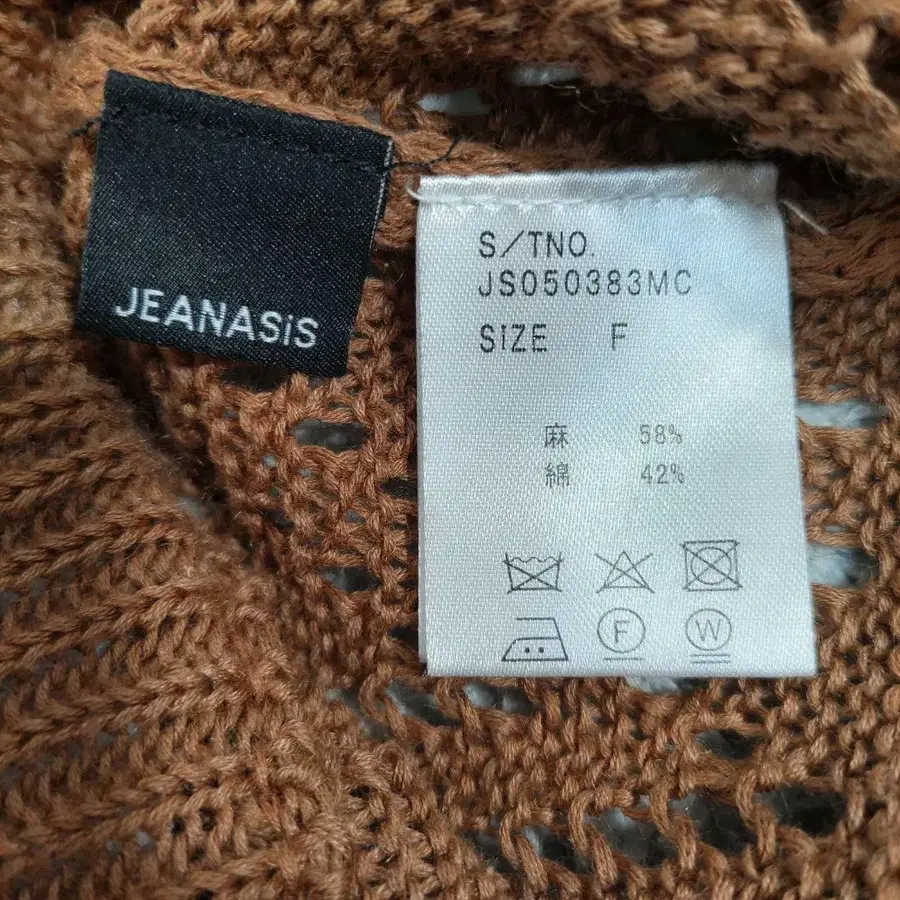 JEANASiS
S/TNO.
JS050383MC
SIZE F
麻 58%
綿 42%
F W